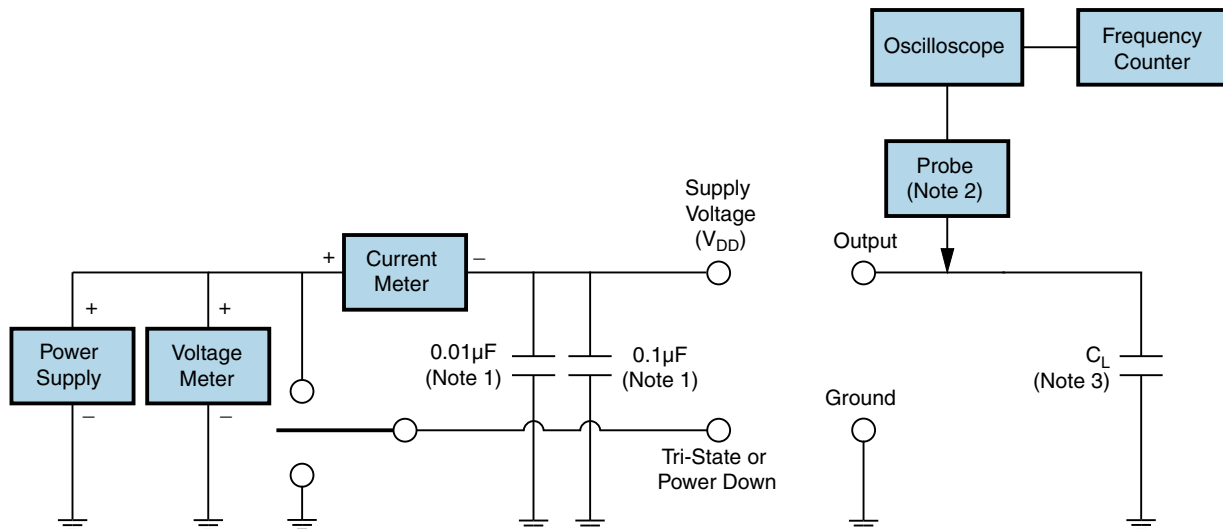 Oscilloscope
Frequency
Counter
Probe
(Note 2)
Supply
Voltage
(VDD)
Output
+
Current
Meter
–
+
Power
Supply
–
+
Voltage
Meter
–
0.01µF
(Note 1)
0.1µF
(Note 1)
CL
(Note 3)
Ground
Tri-State or
Power Down